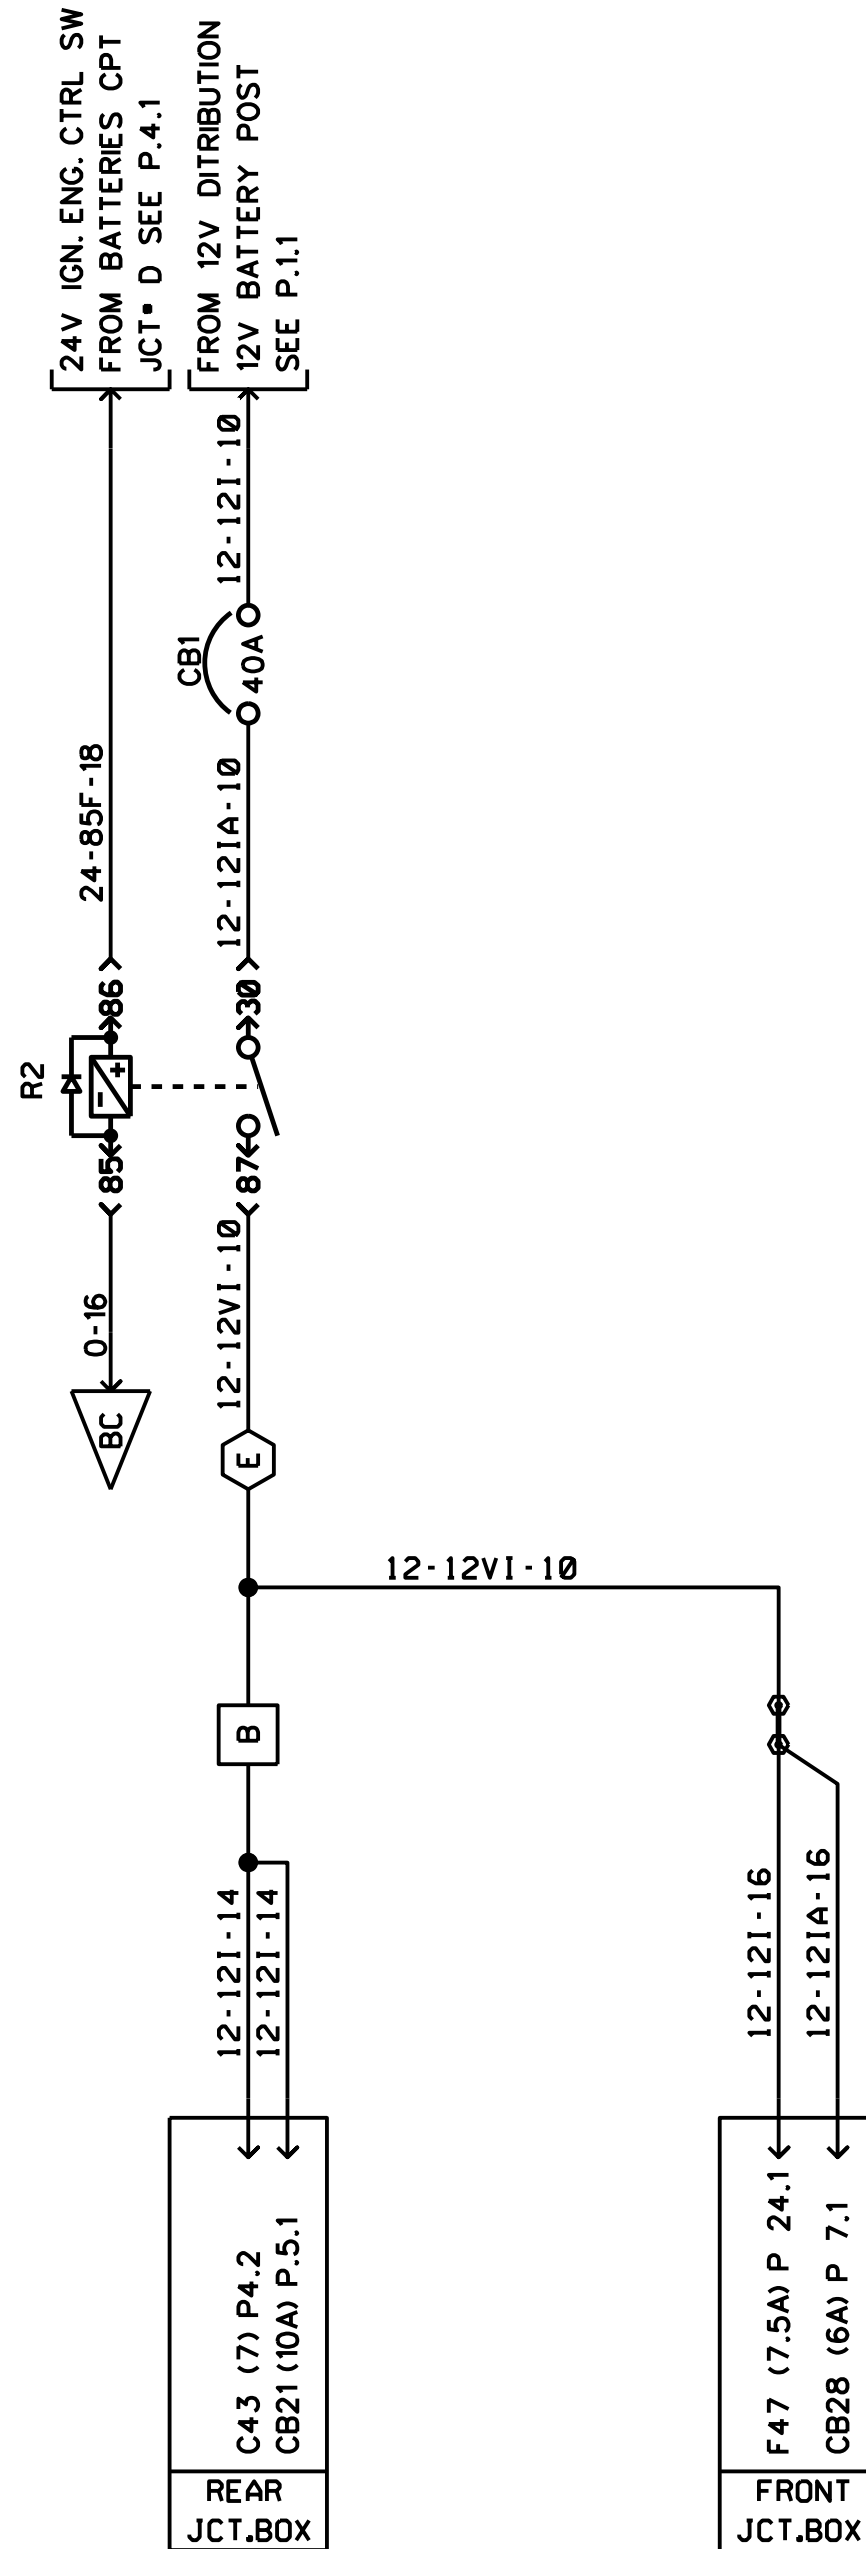 24V IGN. ENG. CTRL SW
FROM BATTERIES CPT
JCT• D SEE P.4.1
FROM 12V DITRIBUTION
12V BATTERY POST
SEE P.1.1
12-12I-10
CB1
40A
24-85F-18
12-12IA-10
86
30
R2
+
-
85
87
0-16
12-12VI-10
BC
E
12-12VI-10
B
12-12I-14
12-12I-14
12-12I-16
12-12IA-16
C43 (7) P4.2
CB21 (10A) P.5.1
F47 (7.5A) P 24.1
CB28 (6A) P 7.1
REAR
JCT.BOX
FRONT
JCT.BOX